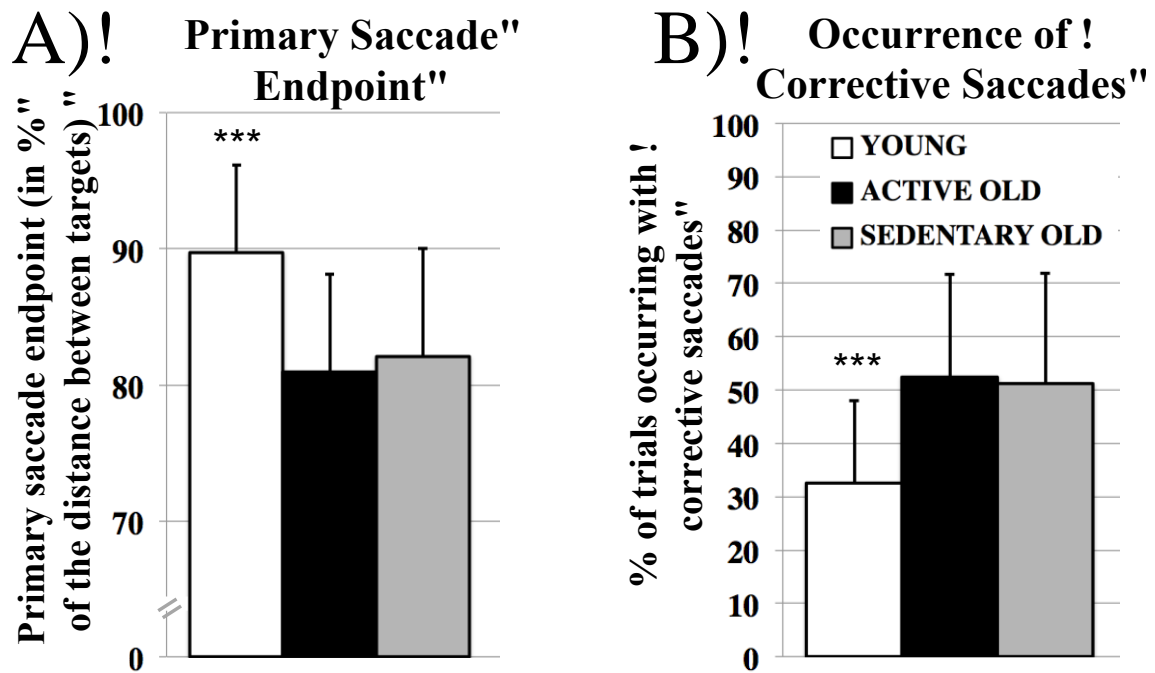 A)!
Primary Saccade"
Endpoint"
Primary saccade endpoint (in %"
of the distance between targets) "
100
90
80
70
0
***
B)!
Occurrence of !
Corrective Saccades"
% of trials occurring with !
corrective saccades"
100
90
80
70
60
50
40
30
20
10
0
YOUNG
ACTIVE OLD
SEDENTARY OLD
***